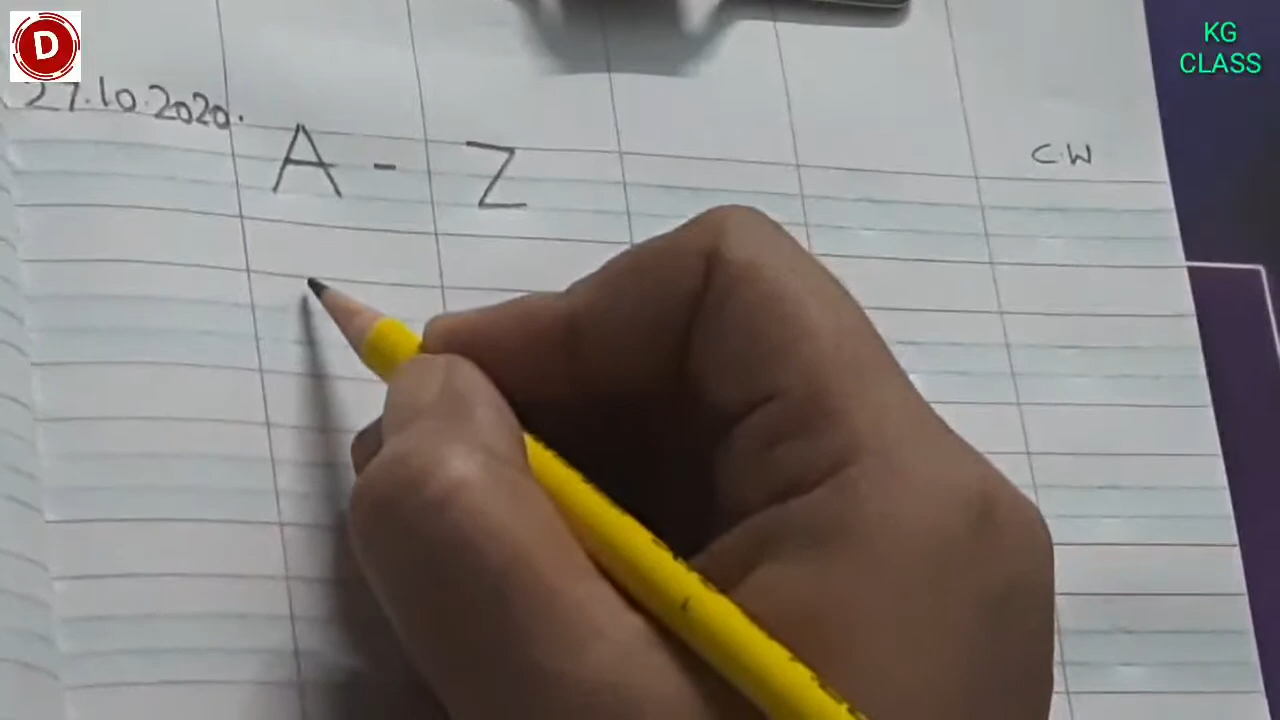 D
KG
CLASS
27.10.2020.
A - Z
C.W